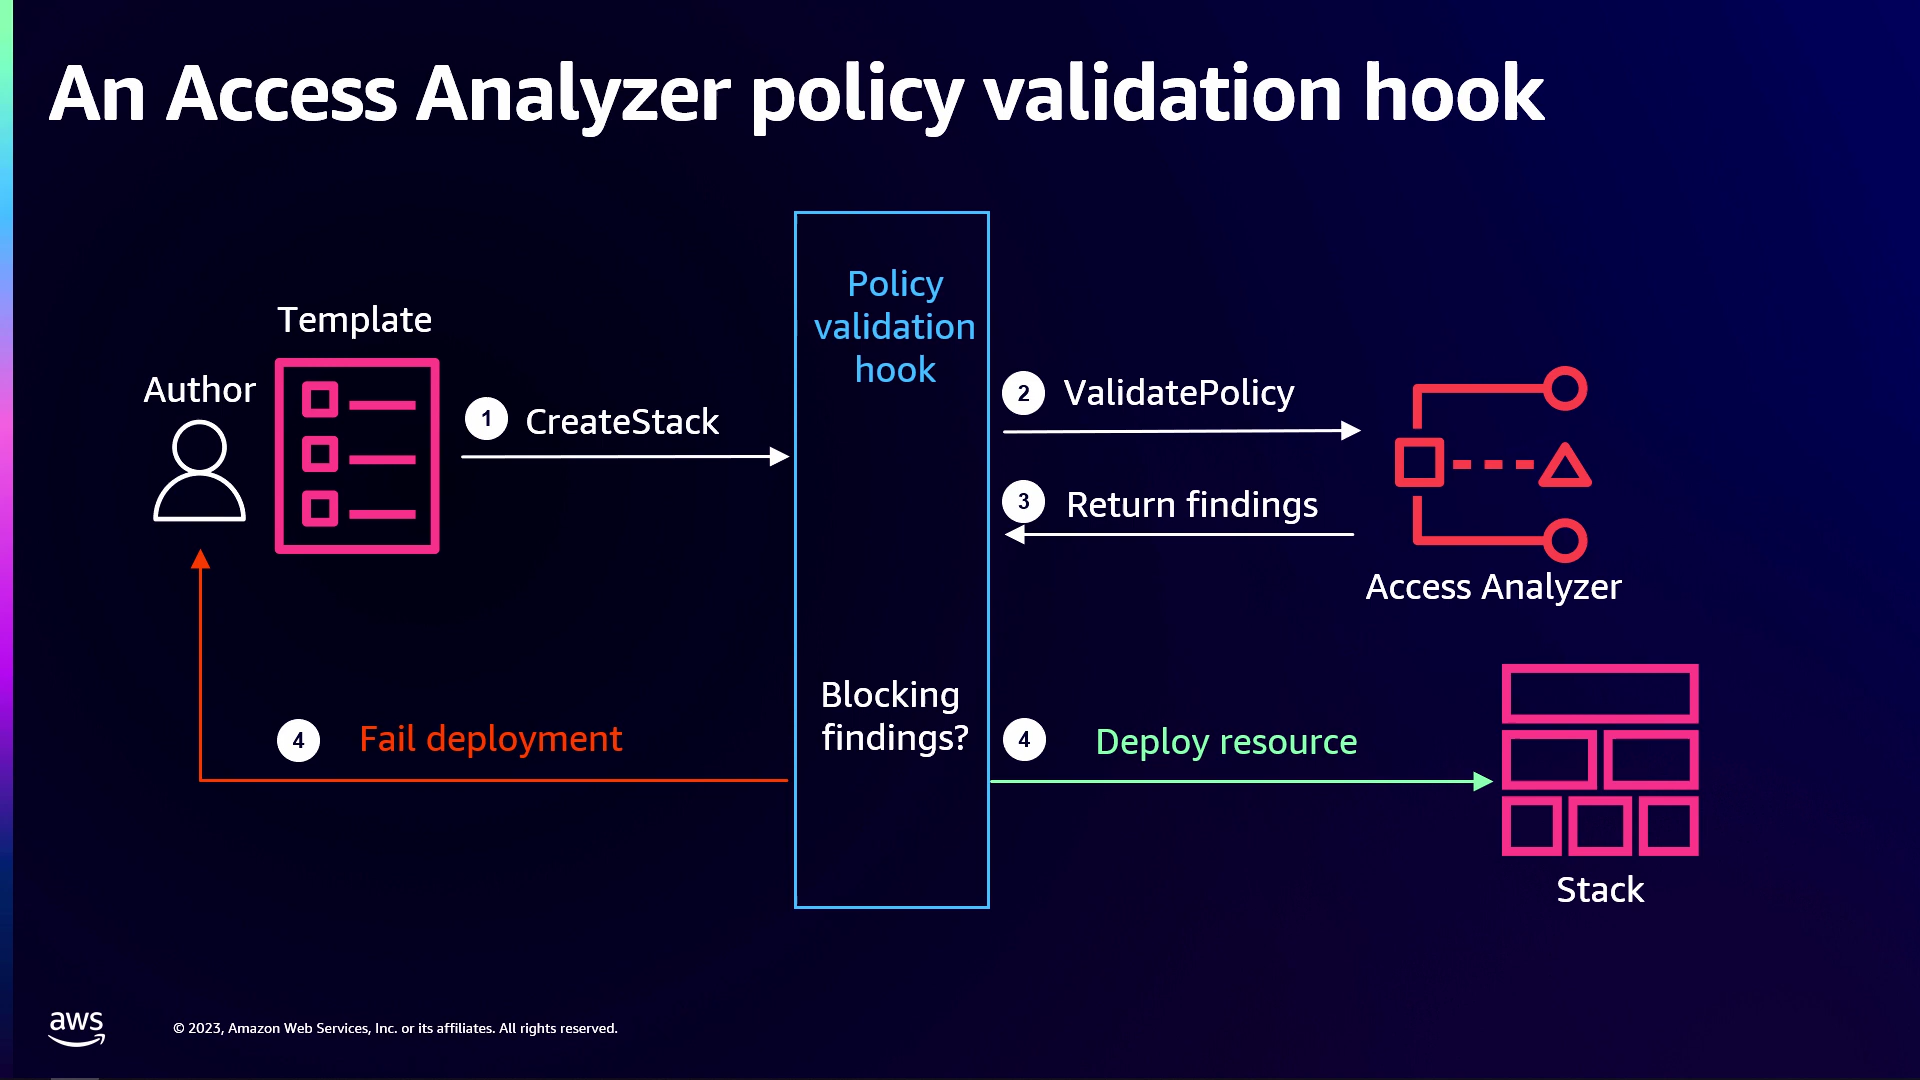 An Access Analyzer policy validation hook
Policy
validation
hook
Template
Author
1 CreateStack
2 ValidatePolicy
3 Return findings
Access Analyzer
Blocking
findings?
4 Fail deployment
4 Deploy resource
Stack
aws
© 2023, Amazon Web Services, Inc. or its affiliates. All rights reserved.